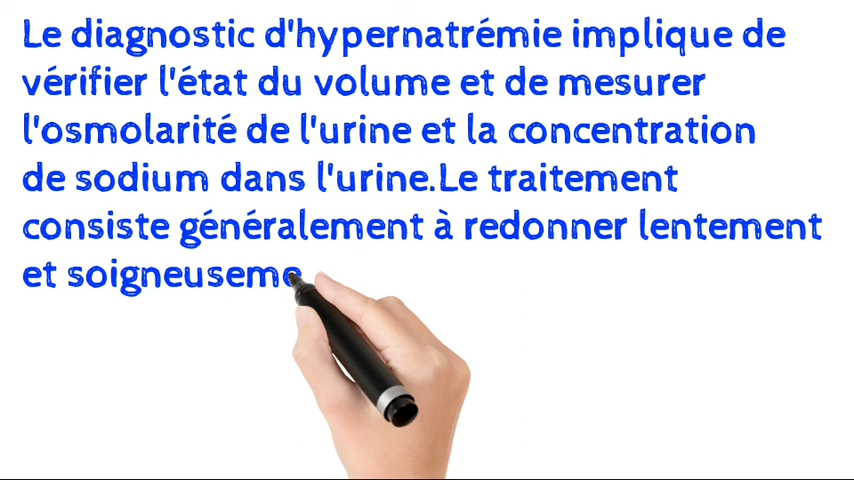 Le diagnostic d'hypernatrémie implique de
vérifier l'état du volume et de mesurer
l'osmolarité de l'urine et la concentration
de sodium dans l'urine.Le traitement
consiste généralement à redonner lentement
et soigneuseme